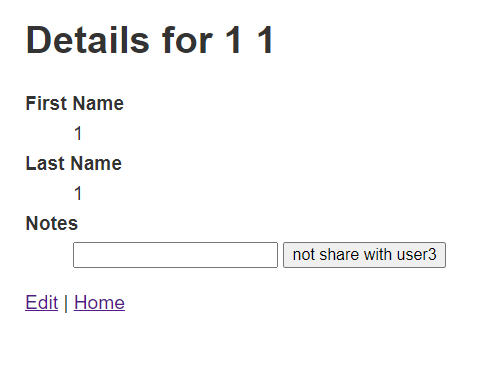 Details for 1 1
First Name
1
Last Name
1
Notes
not share with user3
Edit | Home